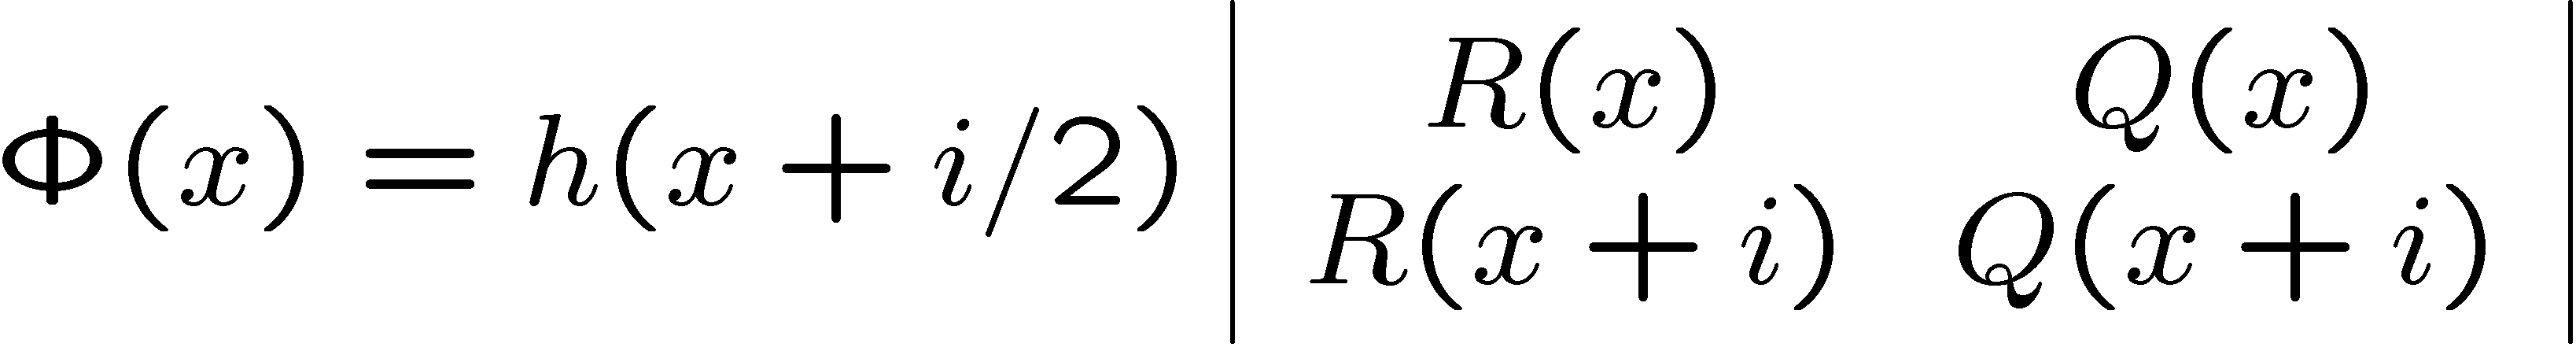 Φ(x) = h(x + i/2) | R(x) Q(x) |
| R(x + i) Q(x + i) |